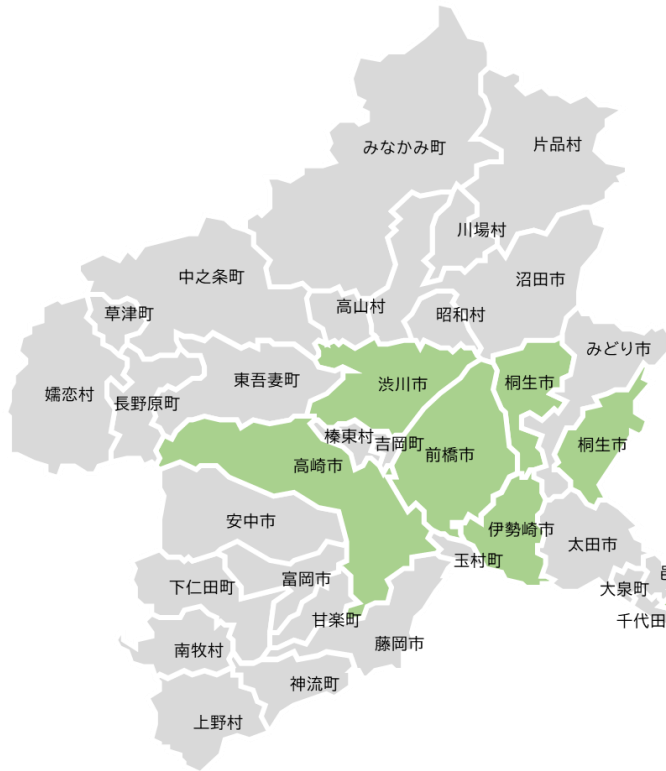 みなかみ町
片品村
川場村
中之条町
沼田市
高山村
昭和村
草津町
みどり市
東吾妻町
渋川市
桐生市
嬬恋村
長野原町
榛東村
吉岡町
前橋市
桐生市
高崎市
安中市
伊勢崎市
太田市
玉村町
富岡市
下仁田町
大泉町
甘楽町
千代田
藤岡市
南牧村
神流町
上野村